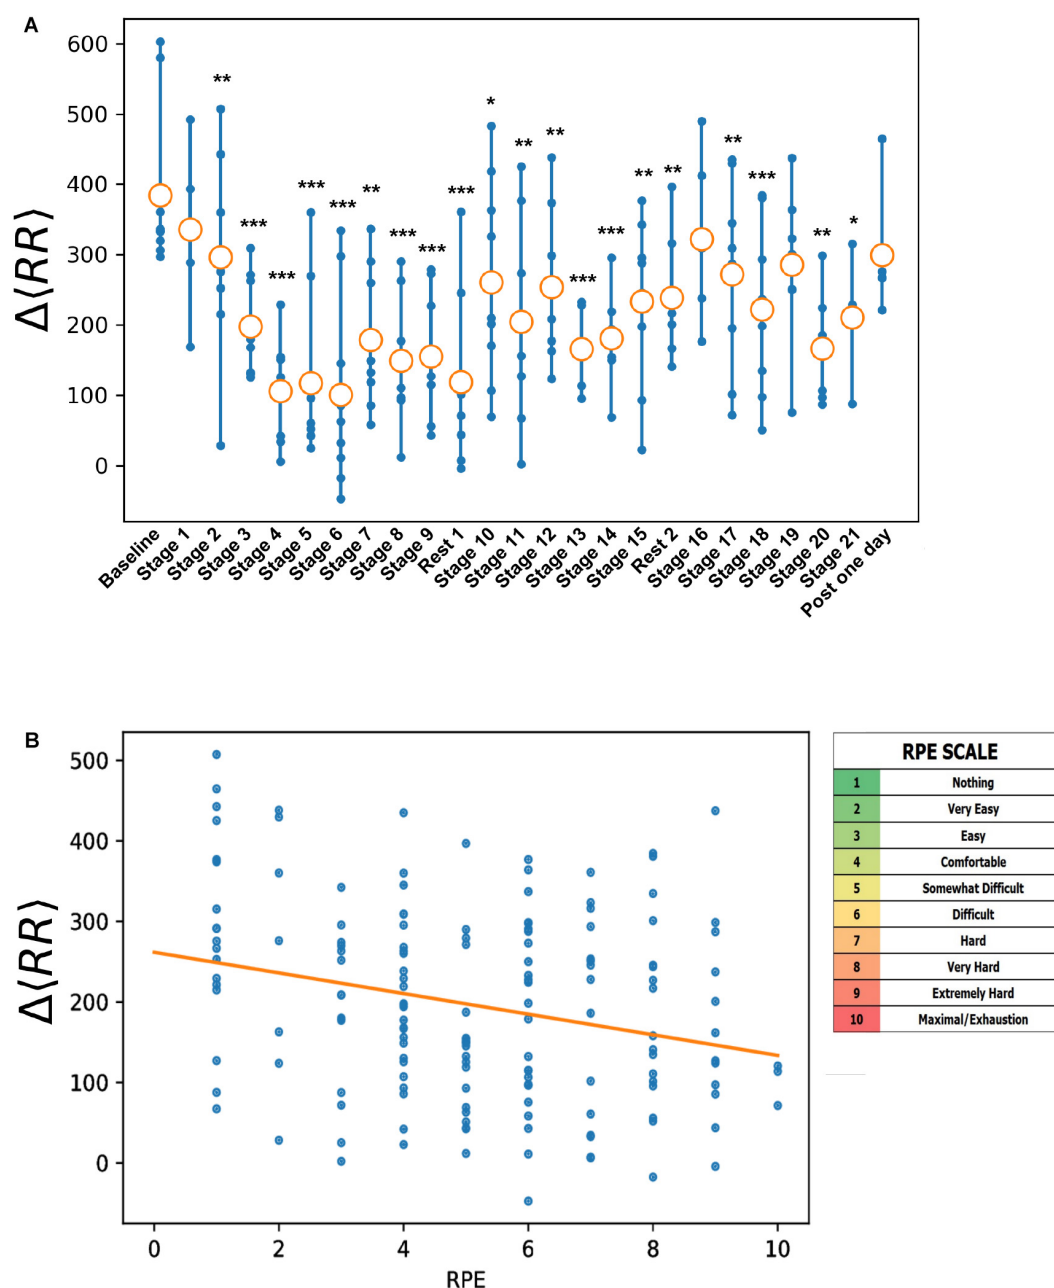 A
600
500
400
300
200
100
0
Δ⟨RR⟩
** *** *** *** *** ** *** *** *** * ** ** *** *** ** ** ** *** ** *
Baseline
Stage 1
Stage 2
Stage 3
Stage 4
Stage 5
Stage 6
Stage 7
Stage 8
Stage 9
Rest 1
Stage 10
Stage 11
Stage 12
Stage 13
Stage 14
Stage 15
Rest 2
Stage 16
Stage 17
Stage 18
Stage 19
Stage 20
Stage 21
Post one day
B
500
400
300
200
100
0
Δ⟨RR⟩
0 2 4 6 8 10
RPE
RPE SCALE
1 Nothing
2 Very Easy
3 Easy
4 Comfortable
5 Somewhat Difficult
6 Difficult
7 Hard
8 Very Hard
9 Extremely Hard
10 Maximal/Exhaustion